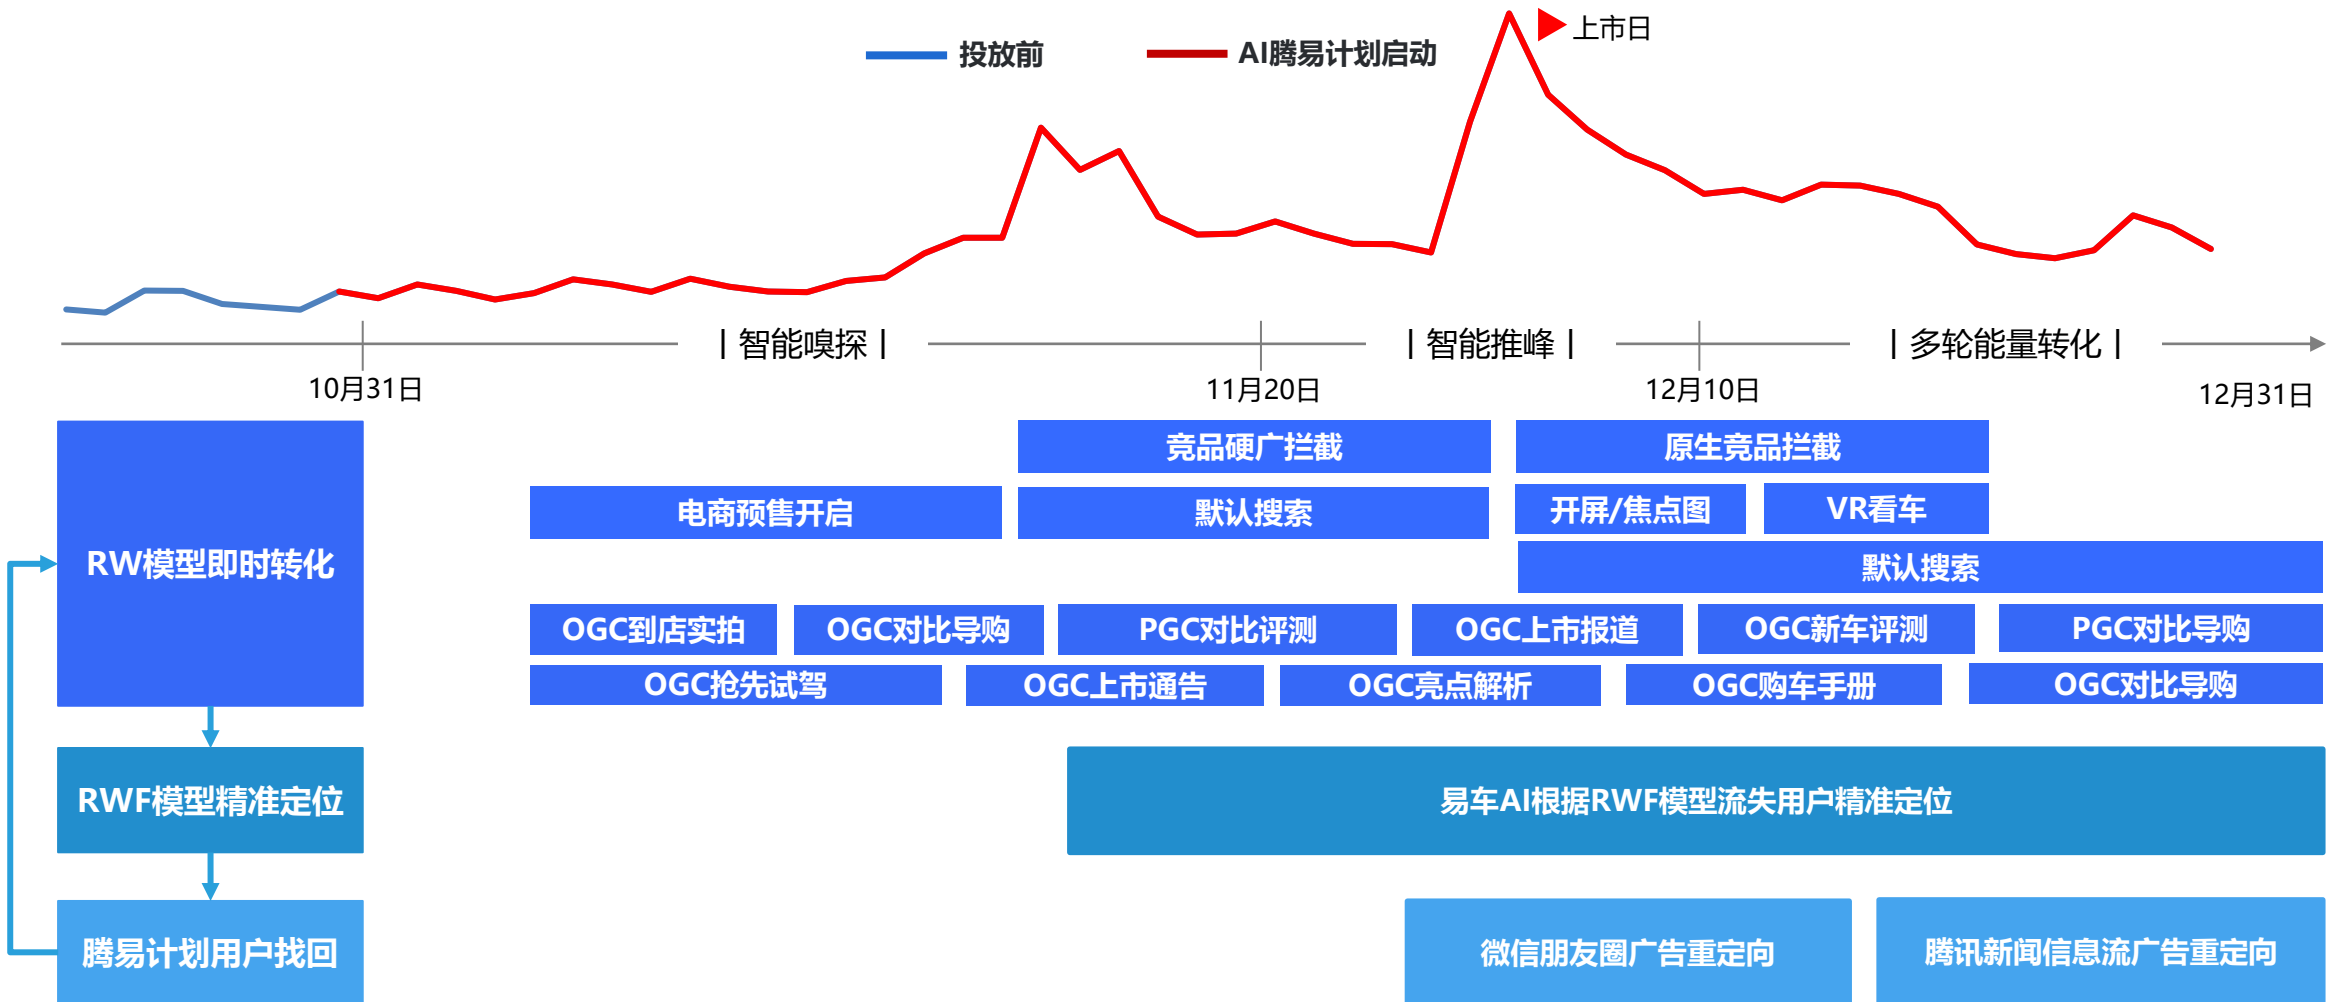 投放前
AI腾易计划启动
上市日
| 智能嗅探 |
| 智能推峰 |
| 多轮能量转化 |
10月31日
11月20日
12月10日
12月31日
RW模型即时转化
竞品硬广拦截
原生竞品拦截
电商预售开启
默认搜索
开屏/焦点图
VR看车
默认搜索
OGC到店实拍
OGC对比导购
PGC对比评测
OGC上市报道
OGC新车评测
PGC对比导购
OGC抢先试驾
OGC上市通告
OGC亮点解析
OGC购车手册
OGC对比导购
RWF模型精准定位
易车AI根据RWF模型流失用户精准定位
腾易计划用户找回
微信朋友圈广告重定向
腾讯新闻信息流广告重定向